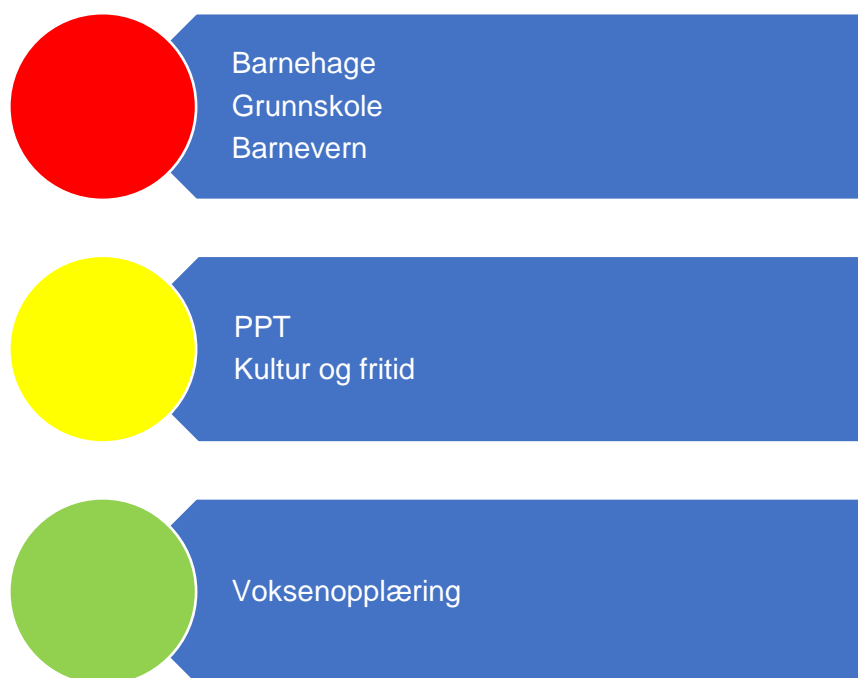 Barnehage
Grunnskole
Barnevern
PPT
Kultur og fritid
Voksenopplæring